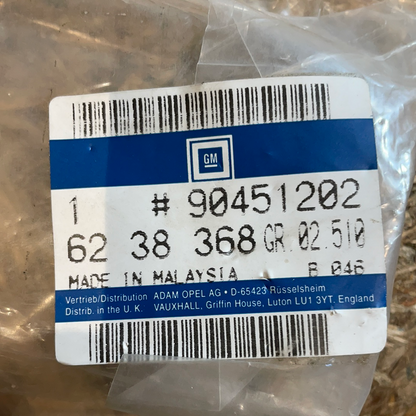 GM
1 # 90451202
62 38 368 GR.02.510
MADE IN MALAYSIA B 046
Vertrieb/Distribution ADAM OPEL AG • D-65423 Rüsselsheim
Distrib. in the U. K. VAUXHALL, Griffin House, Luton LU1 3YT, England